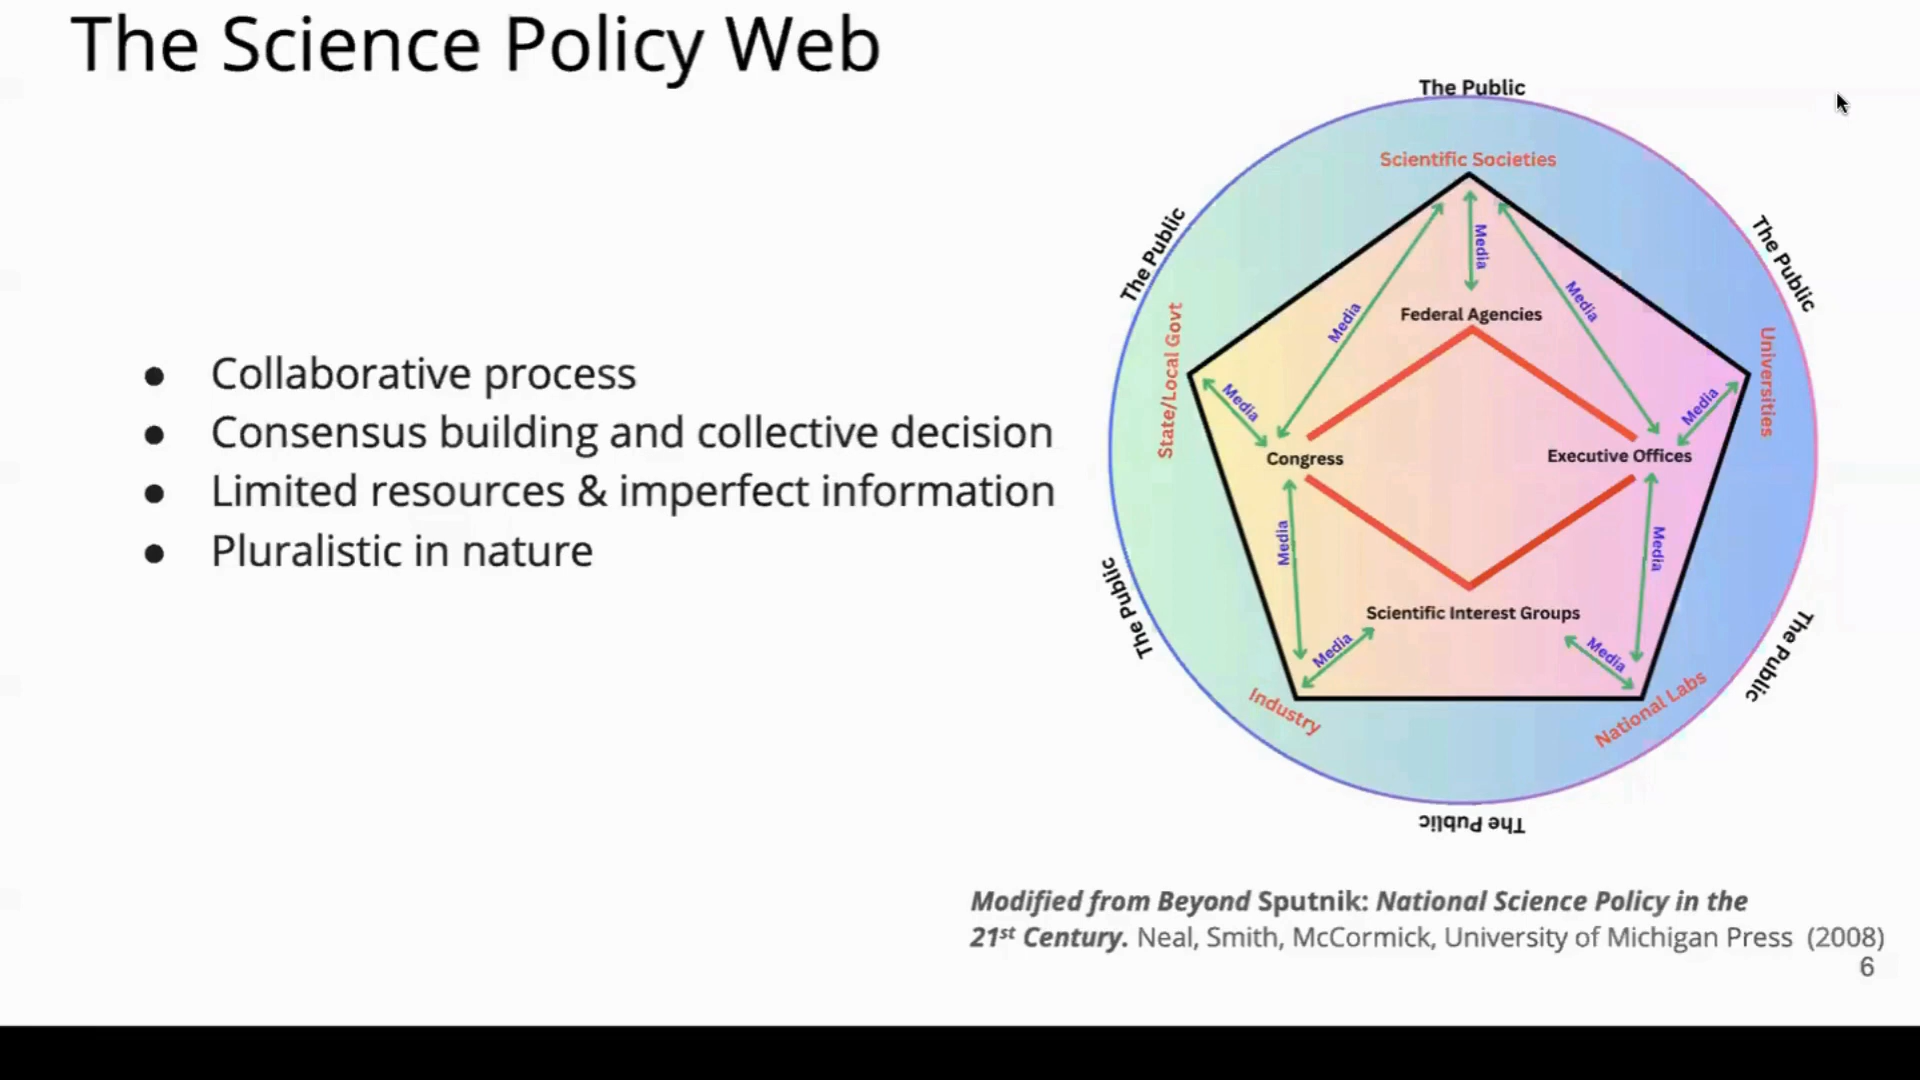 The Science Policy Web
Collaborative process
Consensus building and collective decision
Limited resources & imperfect information
Pluralistic in nature
The Public
Scientific Societies
The Public
The Public
Media
Media
Media
Federal Agencies
State/Local Govt
Universities
Media
Media
Congress
Executive Offices
Media
Media
Scientific Interest Groups
The Public
The Public
Media
Media
Industry
National Labs
The Public
Modified from Beyond Sputnik: National Science Policy in the
21st Century. Neal, Smith, McCormick, University of Michigan Press (2008)
6